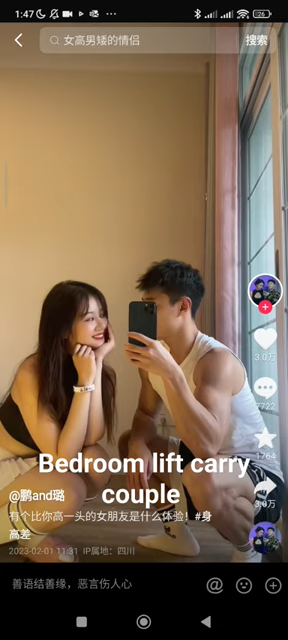 1:47
26
女高男矮的情侣
搜索
3.0万
7722
1764
3.8万
Bedroom lift carry
couple
@鹏and璐
有个比你高一头的女朋友是什么体验！#身
高差
2023-02-01 11:31 IP属地：四川
善语结善缘，恶言伤人心